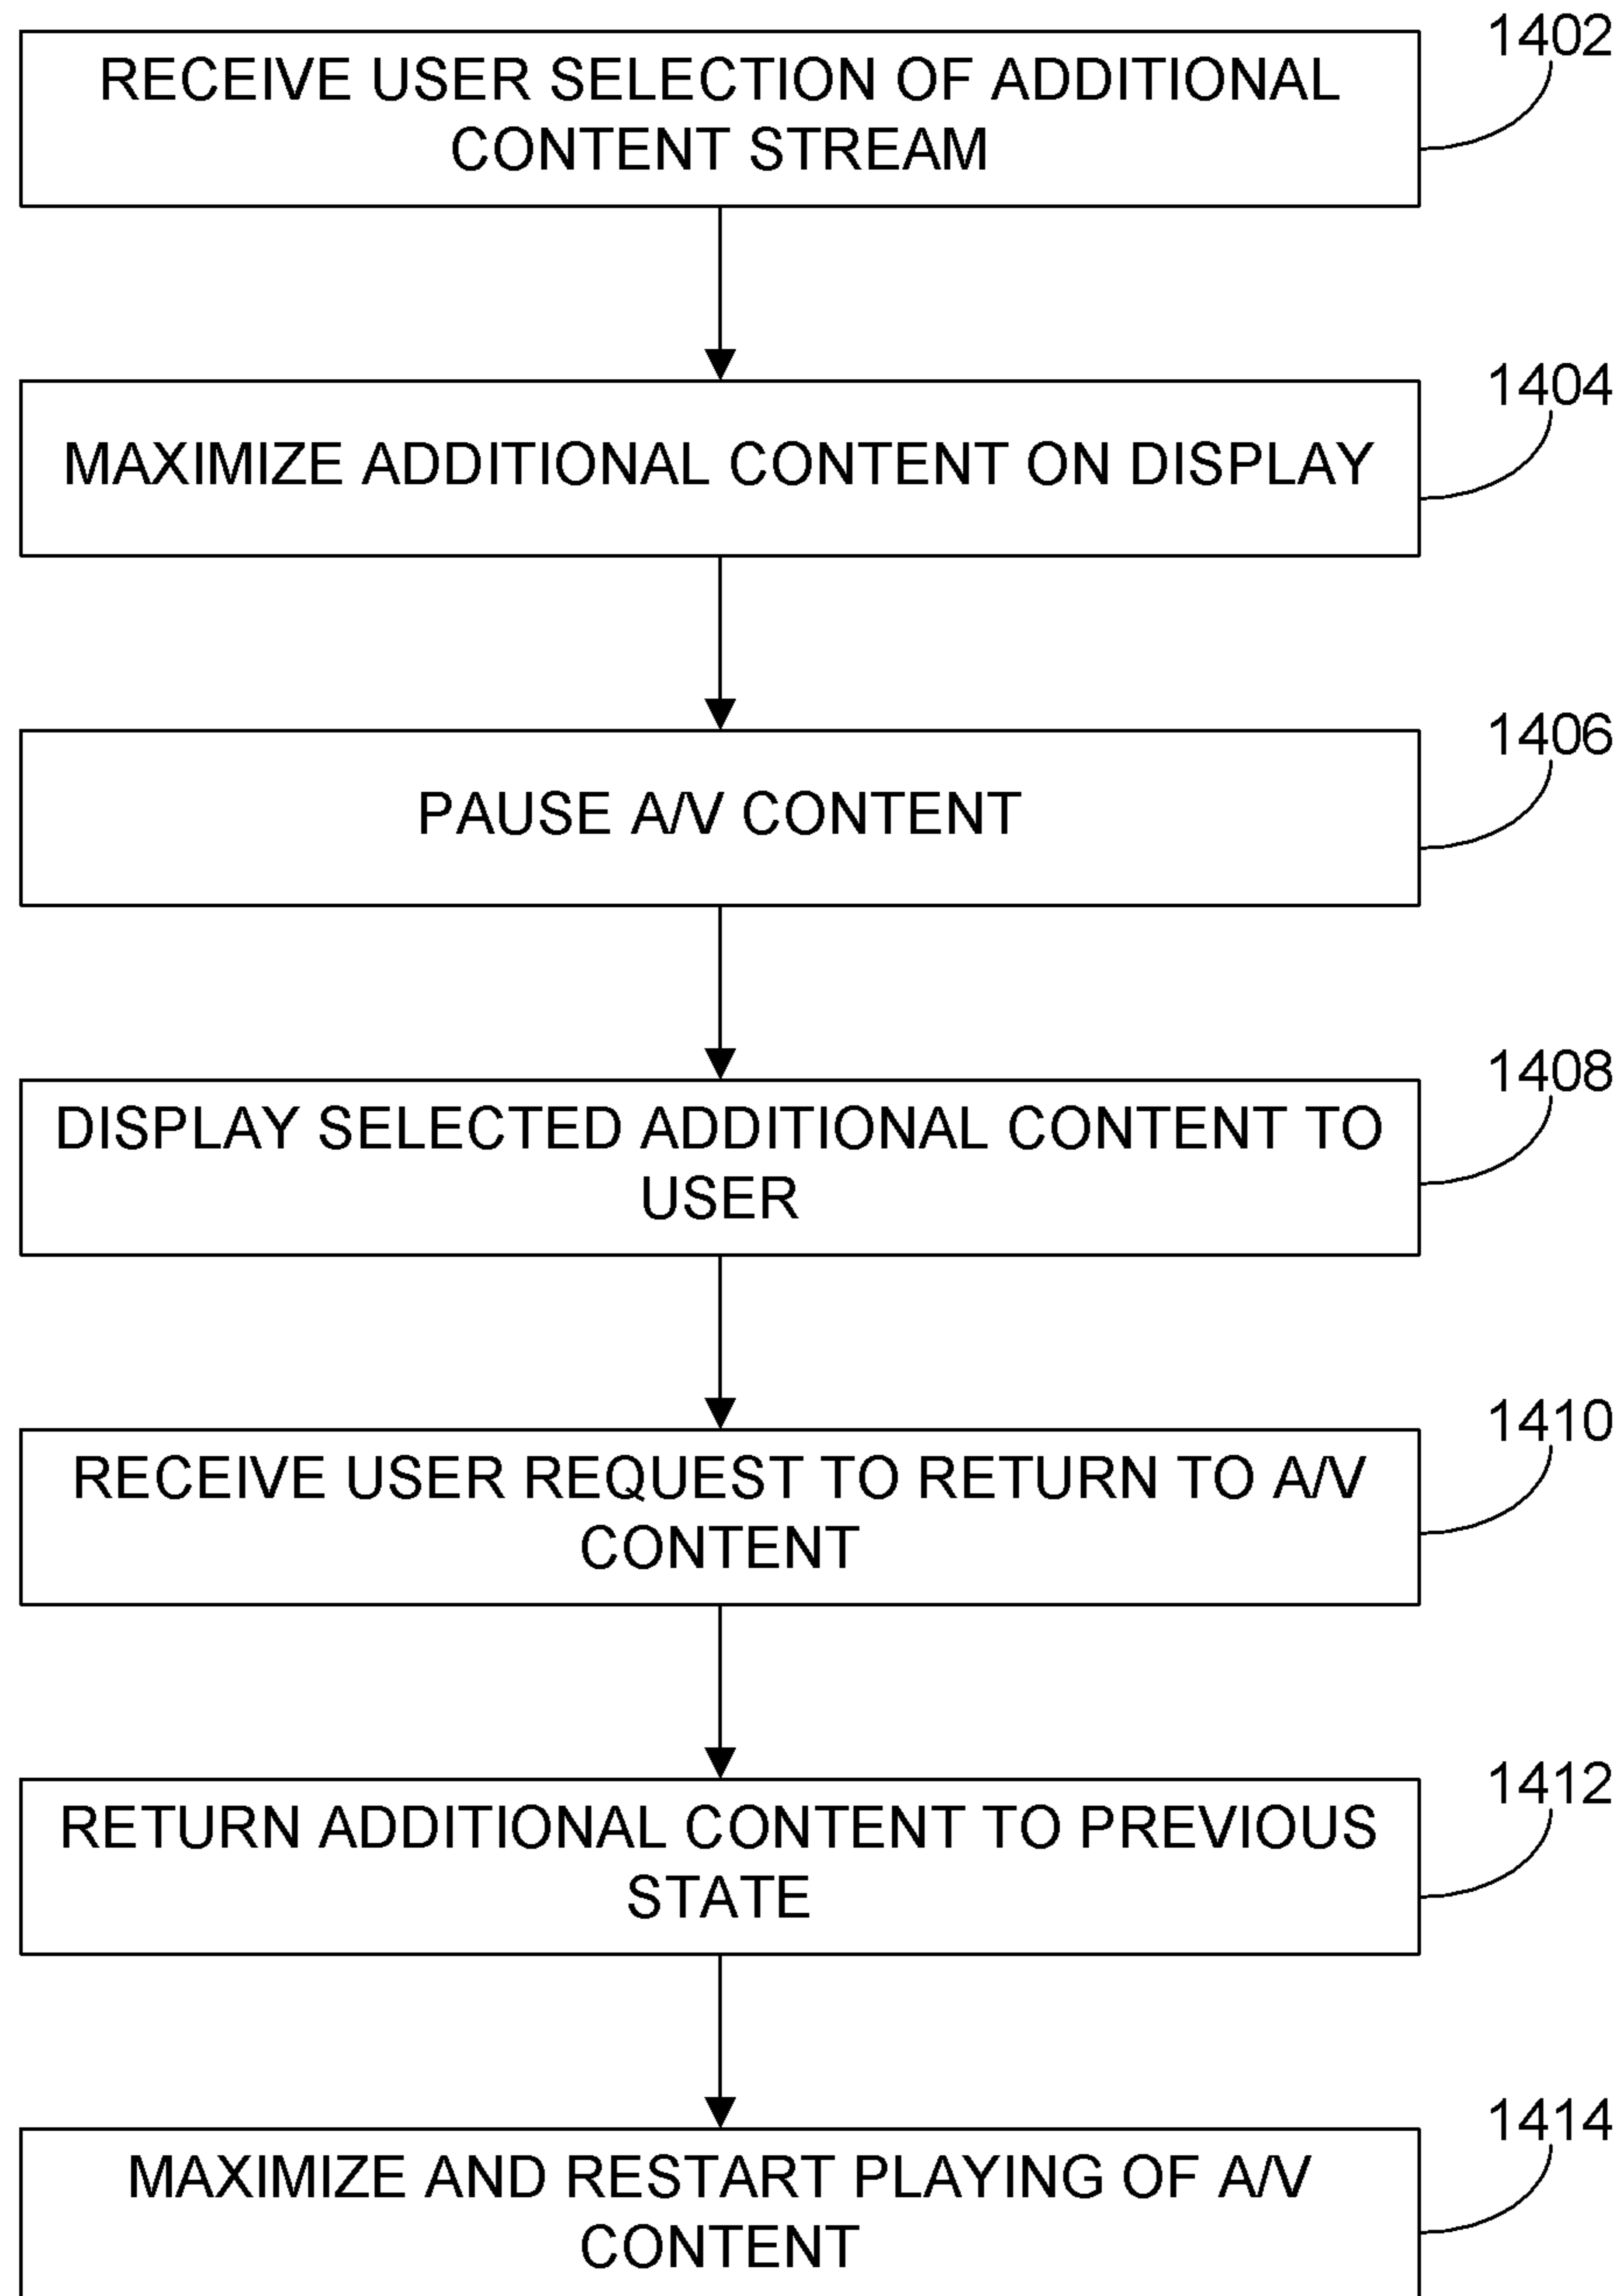 1402
RECEIVE USER SELECTION OF ADDITIONAL
CONTENT STREAM
1404
MAXIMIZE ADDITIONAL CONTENT ON DISPLAY
1406
PAUSE A/V CONTENT
1408
DISPLAY SELECTED ADDITIONAL CONTENT TO
USER
1410
RECEIVE USER REQUEST TO RETURN TO A/V
CONTENT
1412
RETURN ADDITIONAL CONTENT TO PREVIOUS
STATE
1414
MAXIMIZE AND RESTART PLAYING OF A/V
CONTENT